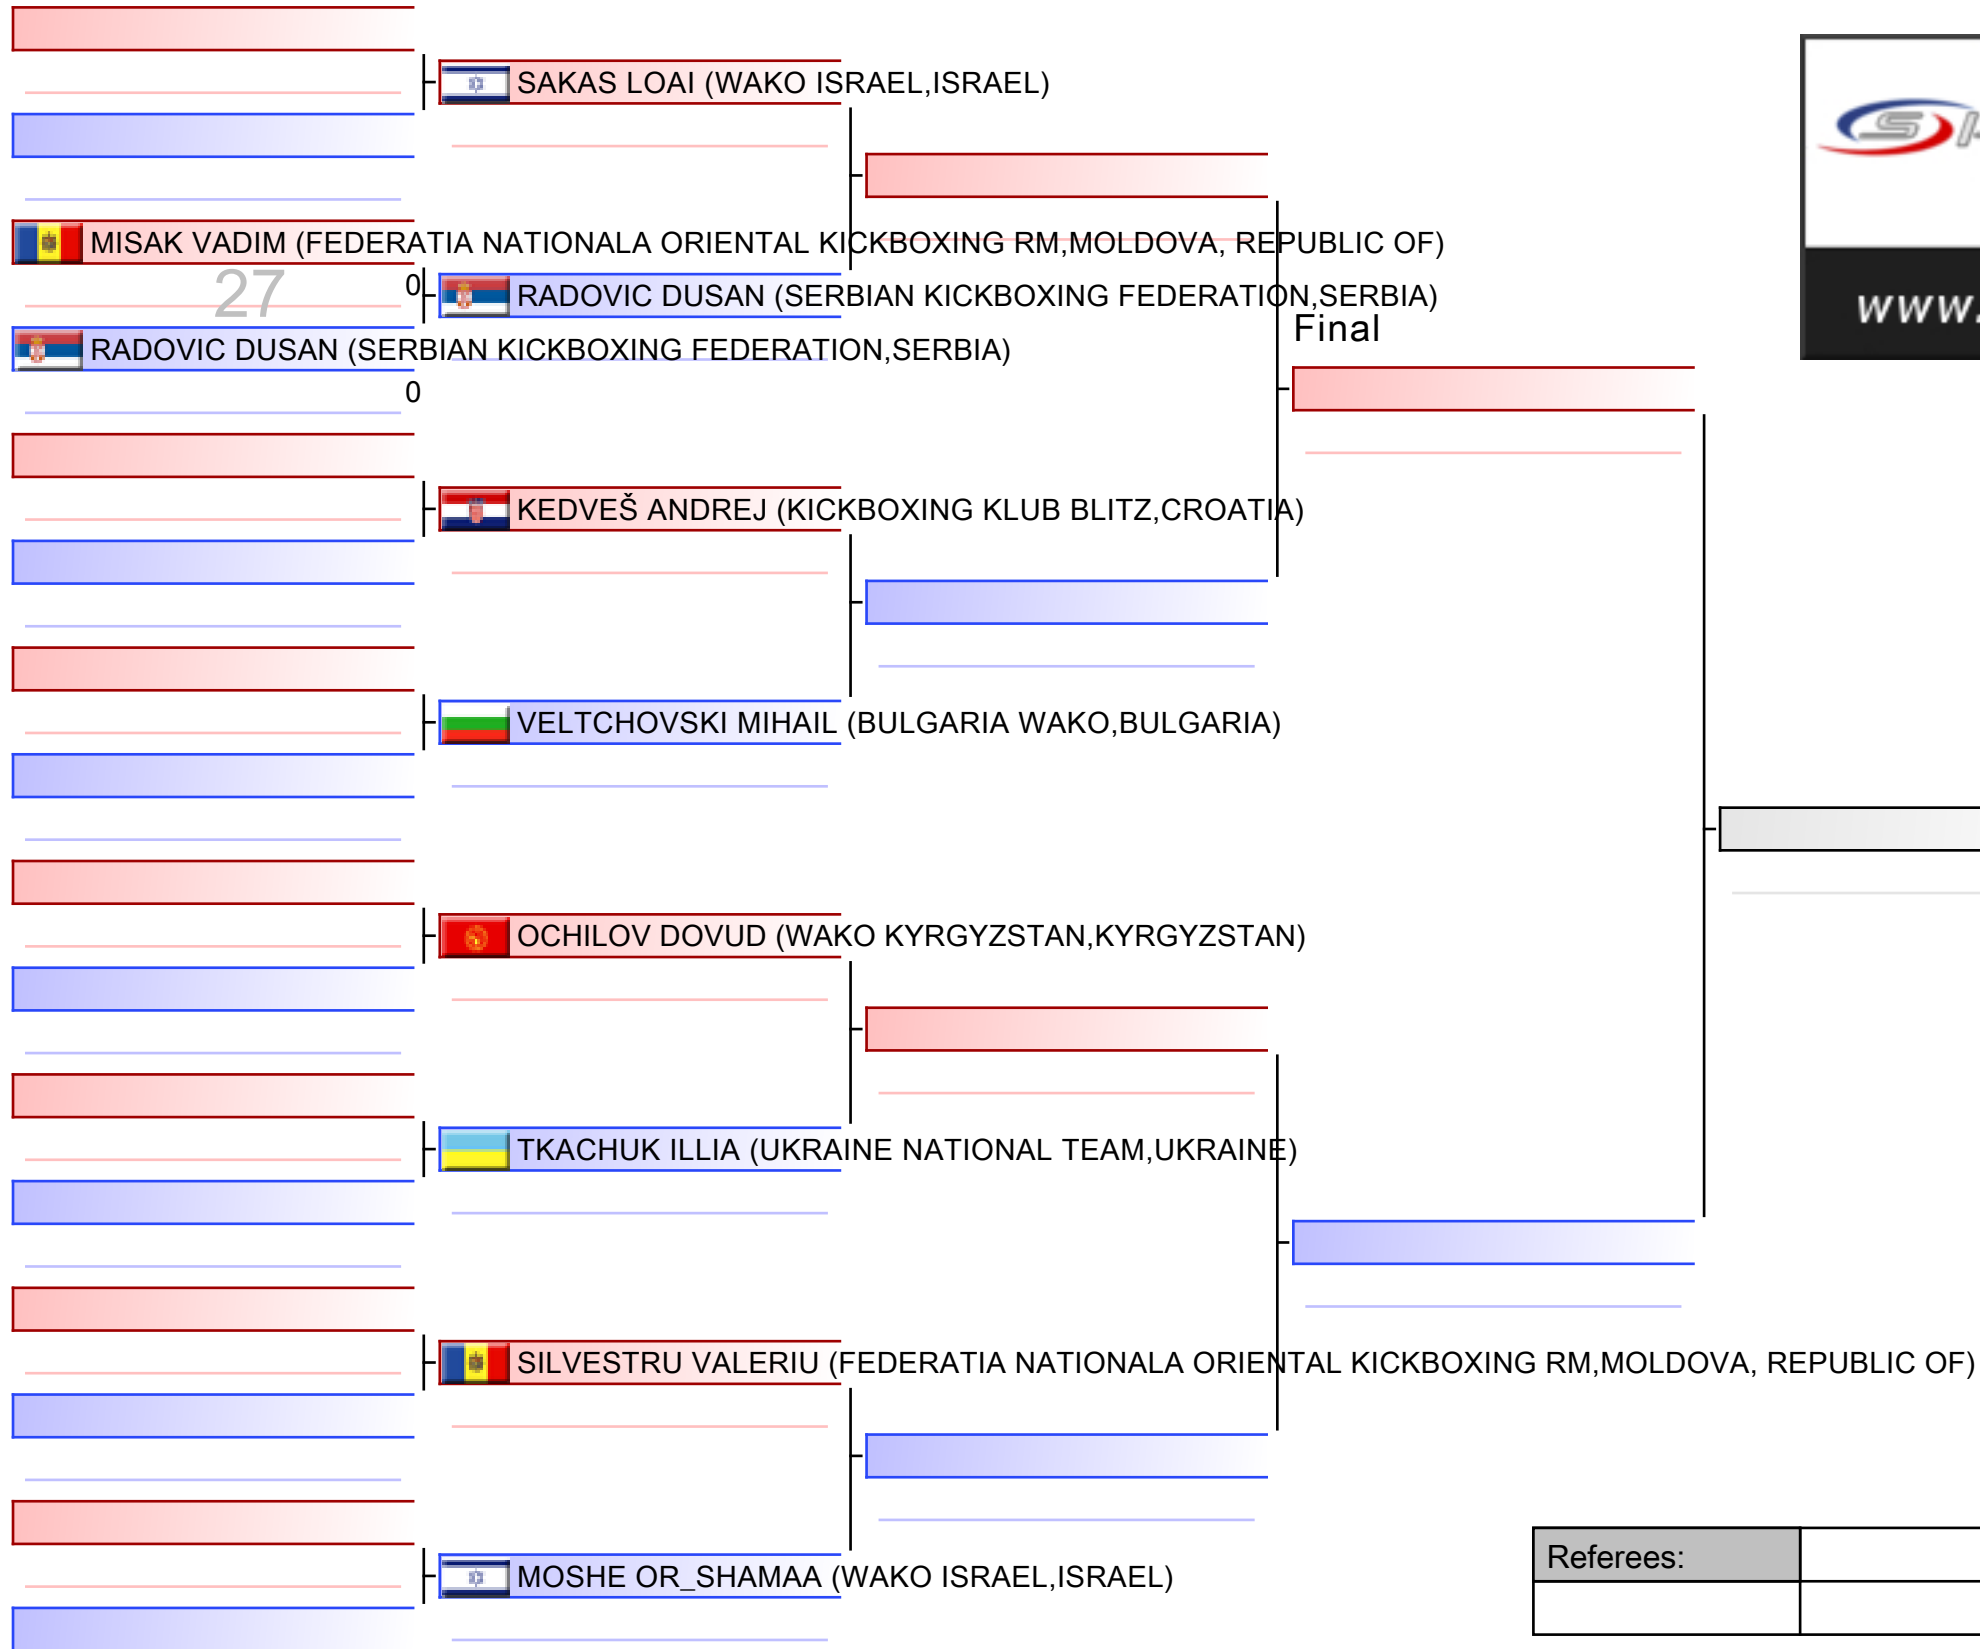 SAKAS LOAI (WAKO ISRAEL,ISRAEL)
MISAK VADIM (FEDERATIA NATIONALA ORIENTAL KICKBOXING RM,MOLDOVA, REPUBLIC OF)
27
0
RADOVIC DUSAN (SERBIAN KICKBOXING FEDERATION,SERBIA)
www.
Final
RADOVIC DUSAN (SERBIAN KICKBOXING FEDERATION,SERBIA)
0
KEDVEŠ ANDREJ (KICKBOXING KLUB BLITZ,CROATIA)
VELTCHOVSKI MIHAIL (BULGARIA WAKO,BULGARIA)
OCHILOV DOVUD (WAKO KYRGYZSTAN,KYRGYZSTAN)
TKACHUK ILLIA (UKRAINE NATIONAL TEAM,UKRAINE)
SILVESTRU VALERIU (FEDERATIA NATIONALA ORIENTAL KICKBOXING RM,MOLDOVA, REPUBLIC OF)
MOSHE OR_SHAMAA (WAKO ISRAEL,ISRAEL)
Referees: